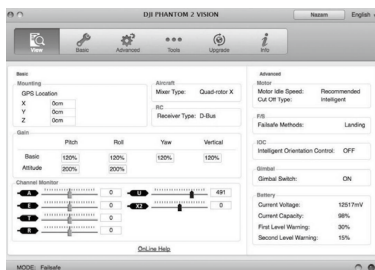 DJI PHANTOM 2 VISION
Nazem English
View Basic Advanced Tools Upgrade Info
Basic
Mounting
GPS Location
X 0cm
Y 0cm
Z 0cm
Aircraft
Mixer Type: Quad-rotor X
RC
Receiver Type: D-Bus
Gain
Pitch Roll Yaw Vertical
Basic 120% 120% 120% 120%
Attitude 200% 200%
Channel Monitor
A 0 U 491
E 0 X2 0
T 0
R 0
OnLine Help
Advanced
Motor
Motor Idle Speed: Recommended
Cut Off Type: Intelligent
F/S
Failsafe Methods: Landing
IOC
Intelligent Orientation Control: OFF
Gimbal
Gimbal Switch: ON
Battery
Current Voltage: 12517mV
Current Capacity: 98%
First Level Warning: 30%
Second Level Warning: 15%
MODE: Failsafe